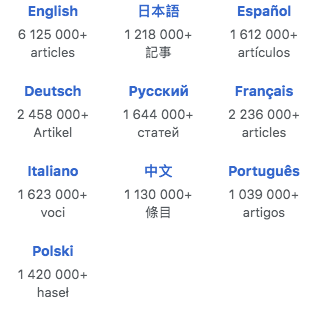 English
6 125 000+
articles
日本語
1 218 000+
記事
Español
1 612 000+
artículos
Deutsch
2 458 000+
Artikel
Русский
1 644 000+
статей
Français
2 236 000+
articles
Italiano
1 623 000+
voci
中文
1 130 000+
條目
Português
1 039 000+
artigos
Polski
1 420 000+
haseł